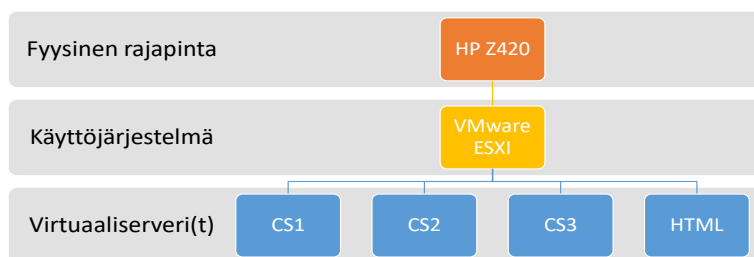 Fyysinen rajapinta
HP Z420
Käyttöjärjestelmä
VMware
ESXI
Virtuaaliserveri(t)
CS1
CS2
CS3
HTML